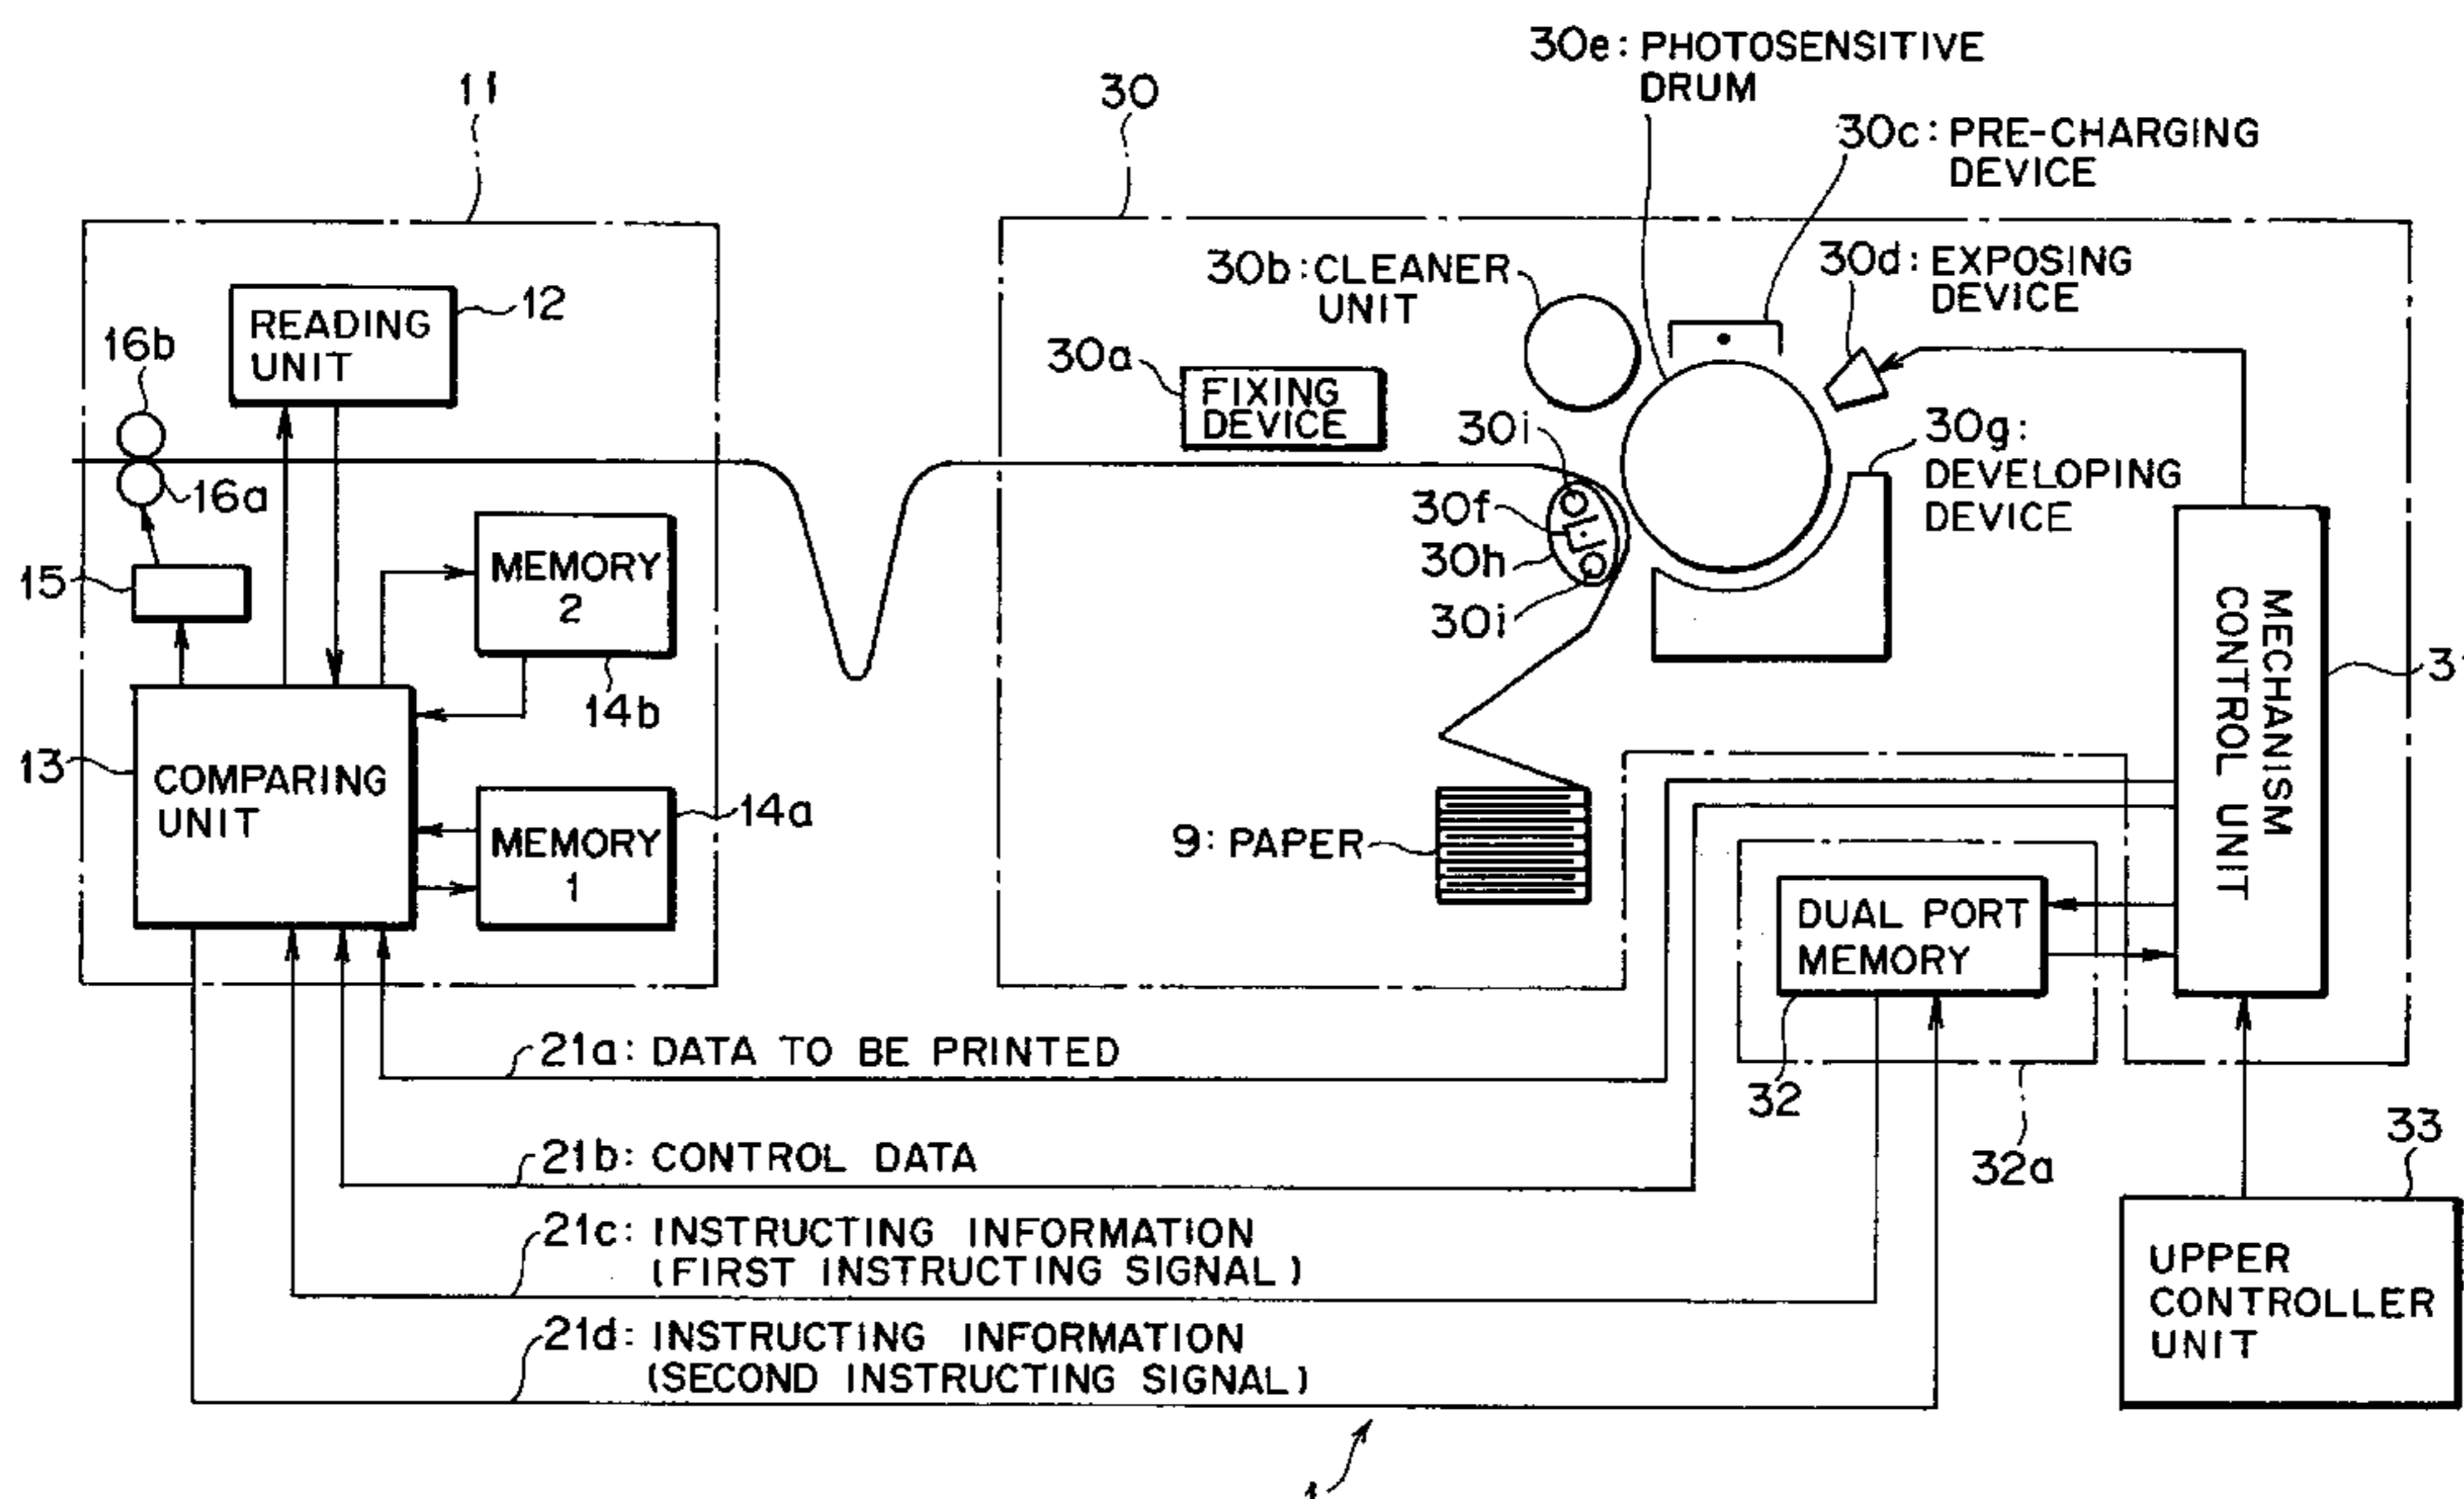 30e: PHOTOSENSITIVE
DRUM
11
30
30c: PRE-CHARGING
DEVICE
30b: CLEANER
UNIT
30d: EXPOSING
DEVICE
READING
UNIT
12
16b
30a
FIXING
DEVICE
30i
30g:
DEVELOPING
DEVICE
16a
30f
30h
30i
15
MEMORY
2
14b
MECHANISM
CONTROL UNIT
3
13
COMPARING
UNIT
MEMORY
1
14a
9: PAPER
DUAL PORT
MEMORY
32
32a
33
21a: DATA TO BE PRINTED
21b: CONTROL DATA
21c: INSTRUCTING INFORMATION
(FIRST INSTRUCTING SIGNAL)
21d: INSTRUCTING INFORMATION
(SECOND INSTRUCTING SIGNAL)
UPPER
CONTROLLER
UNIT
1